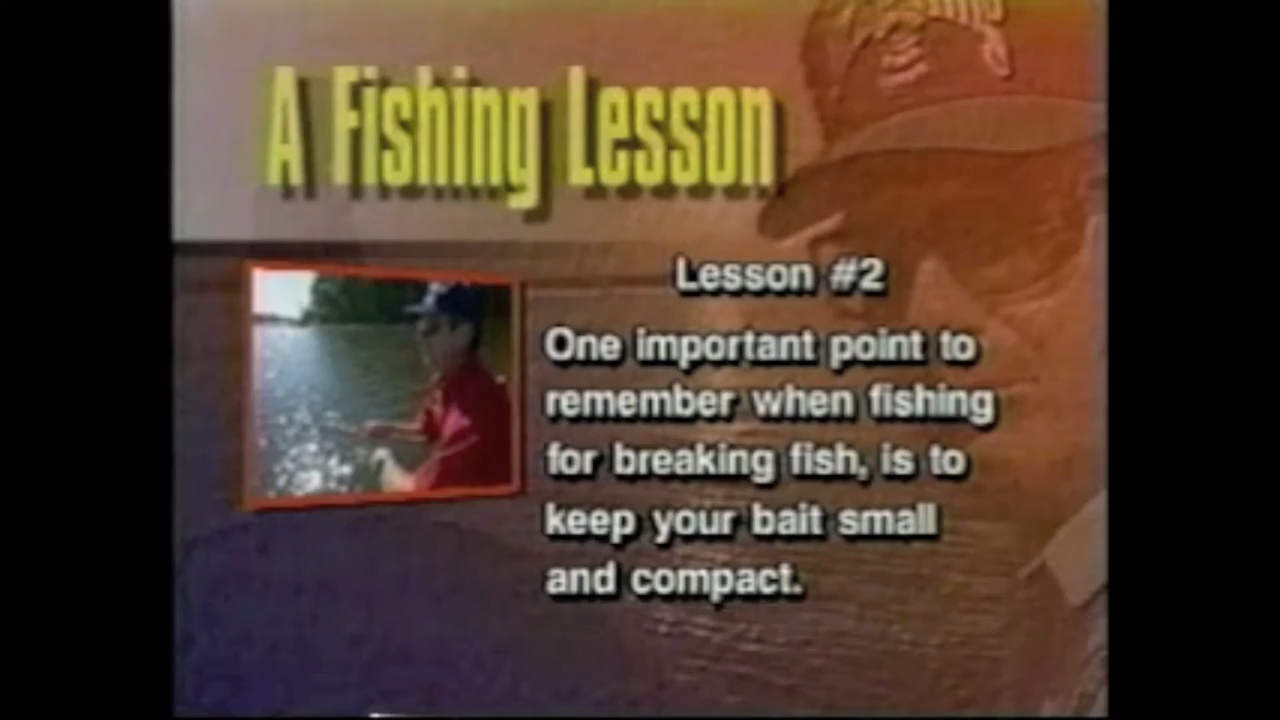 A Fishing Lesson
Lesson #2
One important point to
remember when fishing
for breaking fish, is to
keep your bait small
and compact.